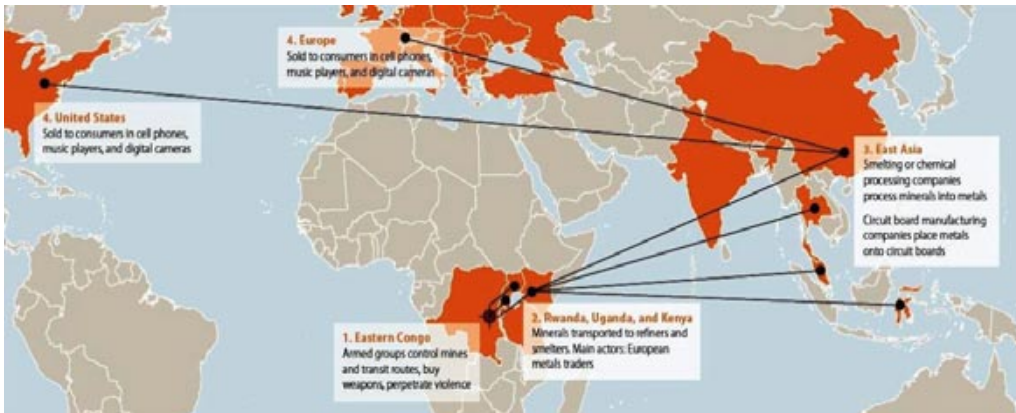 4. Europe
Sold to consumers in cell phones,
music players, and digital cameras
4. United States
Sold to consumers in cell phones,
music players, and digital cameras
3. East Asia
Smelting or chemical
processing companies
process minerals into metals
Circuit board manufacturing
companies place metals
onto circuit boards
1. Eastern Congo
Armed groups control mines
and transit routes, buy
weapons, perpetrate violence
2. Rwanda, Uganda, and Kenya
Minerals transported to refiners and
smelters. Main actors: European
metals traders